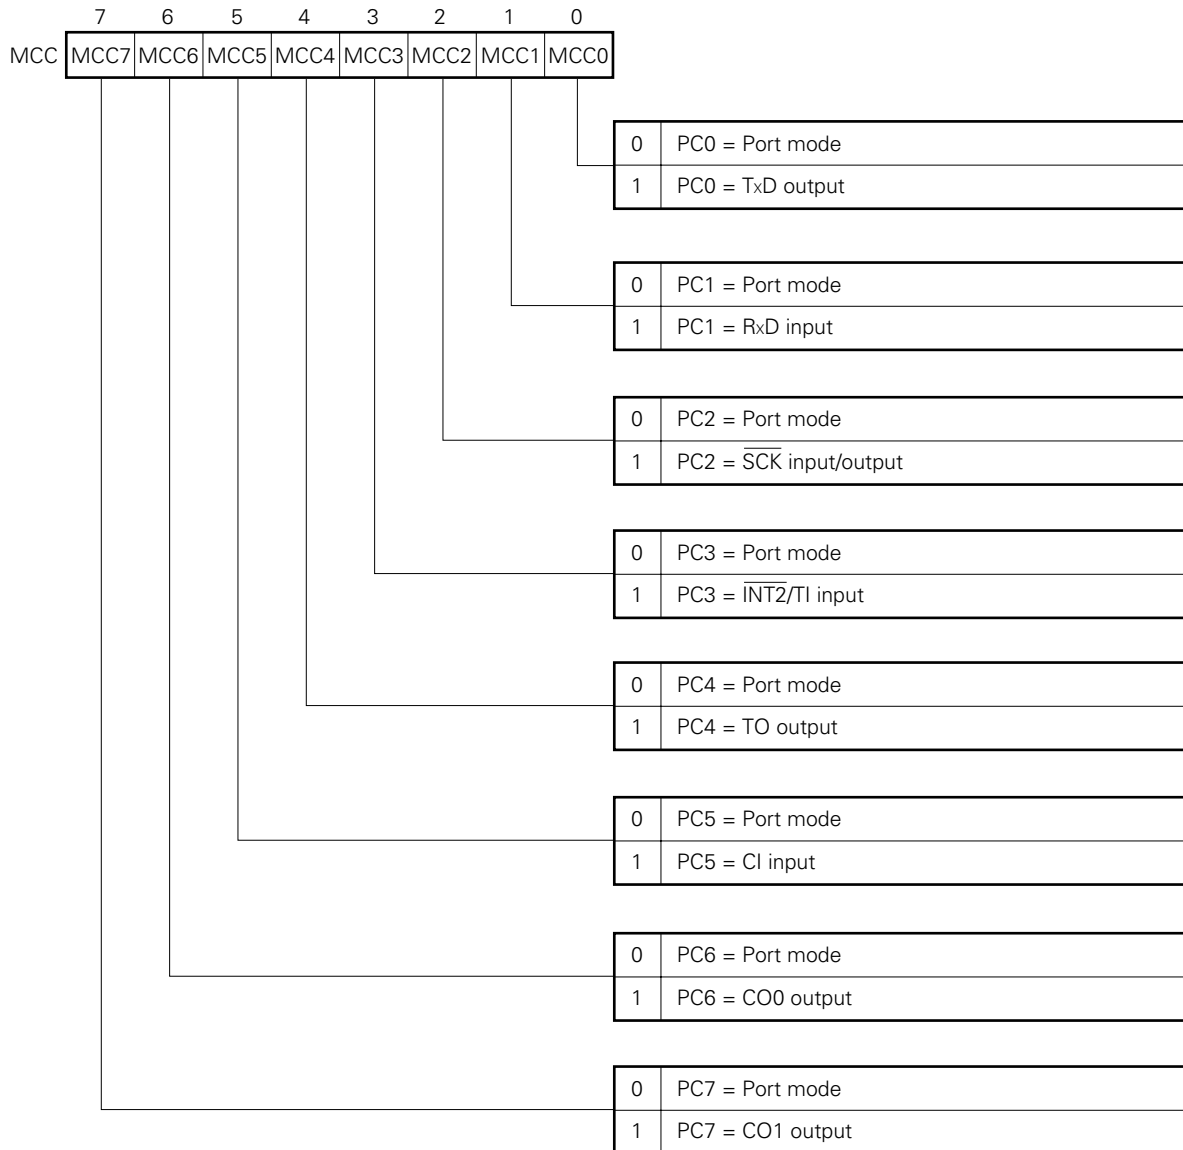 7 6 5 4 3 2 1 0
MCC MCC7 MCC6 MCC5 MCC4 MCC3 MCC2 MCC1 MCC0
0 PC0 = Port mode
1 PC0 = TxD output
0 PC1 = Port mode
1 PC1 = RxD input
0 PC2 = Port mode
1 PC2 = S̅C̅K̅ input/output
0 PC3 = Port mode
1 PC3 = I̅N̅T̅2̅/TI input
0 PC4 = Port mode
1 PC4 = TO output
0 PC5 = Port mode
1 PC5 = CI input
0 PC6 = Port mode
1 PC6 = CO0 output
0 PC7 = Port mode
1 PC7 = CO1 output